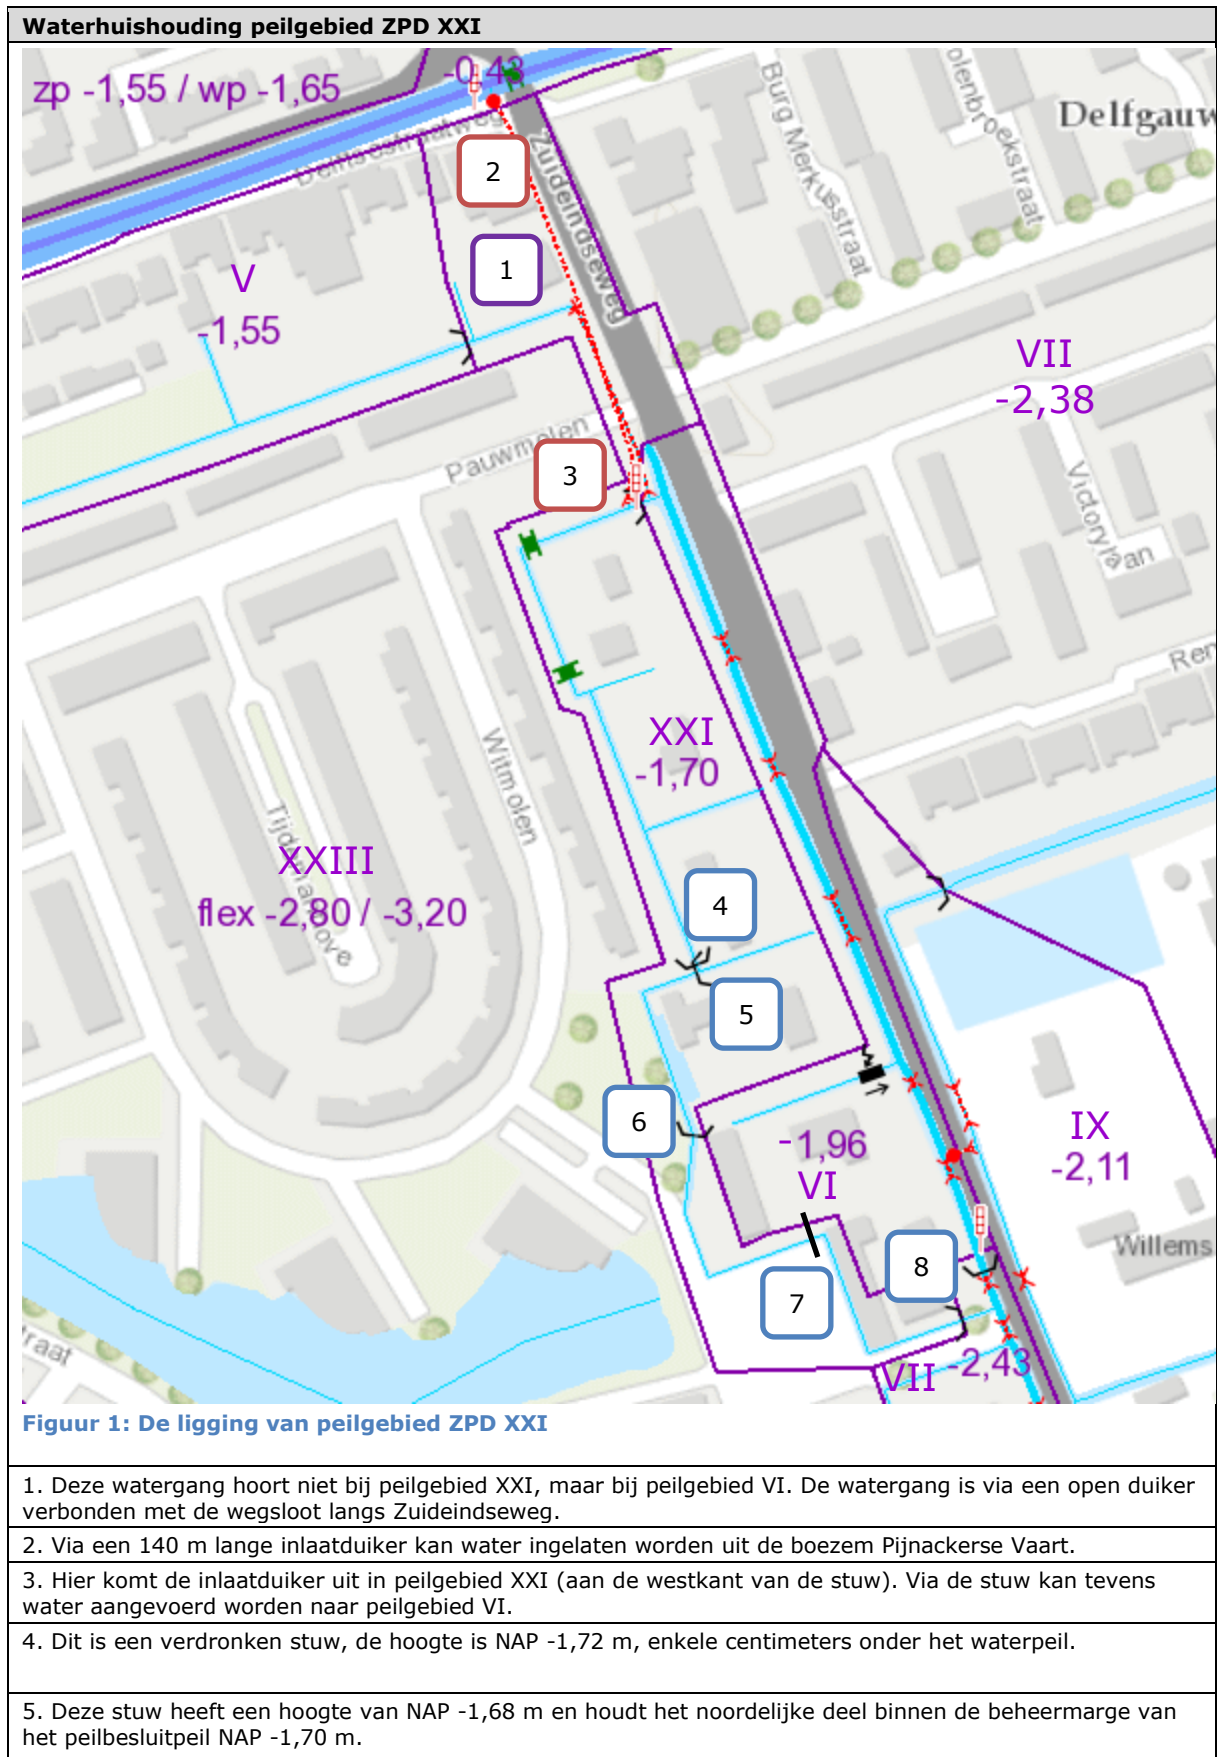 Waterhuishouding peilgebied ZPD XXI
zp -1,55 / wp -1,65
-0,43
Burg Merkusstraat
olenbroekstraat
Delfgauw
2
Zuideindseweg
1
V
-1,55
VII
-2,38
Pauwmolen
3
Victorylaan
Ren
XXI
-1,70
Witmolen
XXIII
flex -2,80 / -3,20
4
5
6
-1,96
VI
IX
-2,11
Willems
8
7
raat
VII -2,43
Figuur 1: De ligging van peilgebied ZPD XXI
1. Deze watergang hoort niet bij peilgebied XXI, maar bij peilgebied VI. De watergang is via een open duiker
verbonden met de wegsloot langs Zuideindseweg.
2. Via een 140 m lange inlaatduiker kan water ingelaten worden uit de boezem Pijnackerse Vaart.
3. Hier komt de inlaatduiker uit in peilgebied XXI (aan de westkant van de stuw). Via de stuw kan tevens
water aangevoerd worden naar peilgebied VI.
4. Dit is een verdronken stuw, de hoogte is NAP -1,72 m, enkele centimeters onder het waterpeil.
5. Deze stuw heeft een hoogte van NAP -1,68 m en houdt het noordelijke deel binnen de beheermarge van
het peilbesluitpeil NAP -1,70 m.